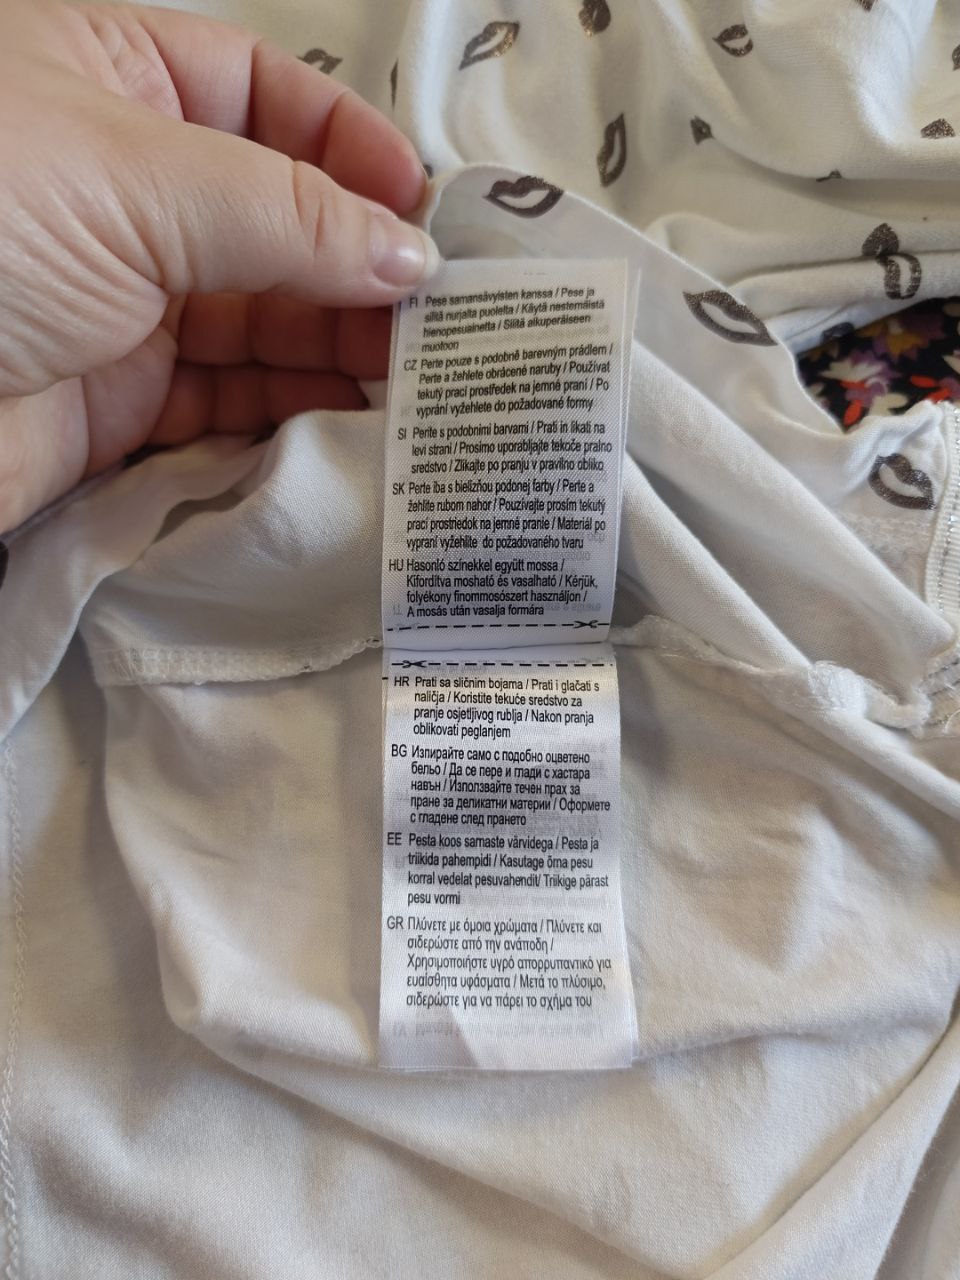 FI Pese samansävyisten kanssa / Pese ja
silitä nurjalta puolelta / Käytä nestemäistä
hienopesuainetta / Silitä alkuperäiseen
muotoon
CZ Perte pouze s podobně barevným prádlem /
Perte a žehlete obrácené naruby / Používat
tekutý prací prostředek na jemné praní / Po
vyprání vyžehlete do požadované formy
SI Perite s podobnimi barvami / Prati in likati na
levi strani / Prosimo uporabljajte tekoče pralno
sredstvo / Zlikajte po pranju v pravilno obliko
SK Perte iba s bielizňou podonej farby / Perte a
žehlite rubom nahor / Používajte prosím tekutý
prací prostriedok na jemné pranie / Materiál po
vypraní vyžehlite do požadovaného tvaru
HU Hasonló színekkel együtt mossa /
Kifordítva mosható és vasalható / Kérjük,
folyékony finommosószert használjon /
A mosás után vasalja formára
HR Prati sa sličnim bojama / Prati i glačati s
naličja / Koristite tekuće sredstvo za
pranje osjetljivog rublja / Nakon pranja
oblikovati peglanjem
BG Изпирайте само с подобно оцветено
бельо / Да се пере и глади с хастара
навън / Използвайте течен прах за
пране за деликатни материи / Оформете
с гладене след прането
EE Pesta koos samaste värvidega / Pesta ja
triikida pahempidi / Kasutage õrna pesu
korral vedelat pesuvahendit/ Triikige pärast
pesu vormi
GR Πλύνετε με όμοια χρώματα / Πλύνετε και
σιδερώστε από την ανάποδη /
Χρησιμοποιήστε υγρό απορρυπαντικό για
ευαίσθητα υφάσματα / Μετά το πλύσιμο,
σιδερώστε για να πάρει το σχήμα του